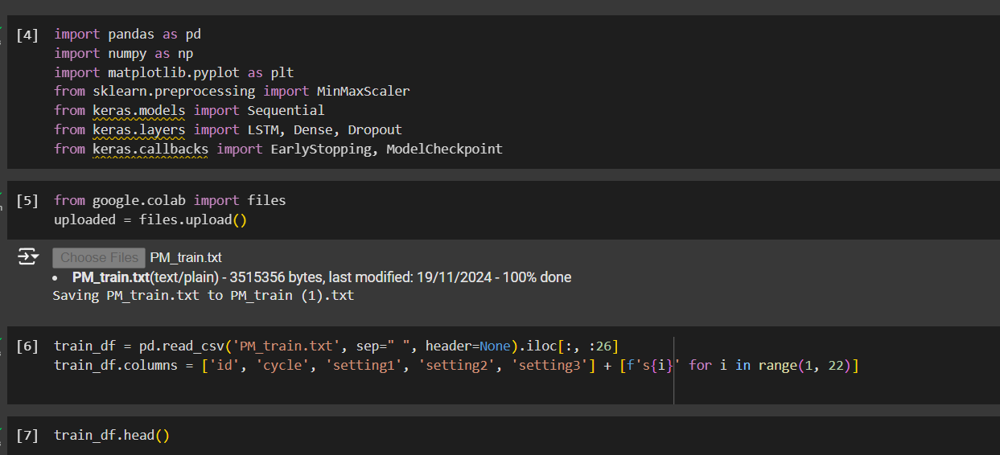 [4] import pandas as pd
import numpy as np
import matplotlib.pyplot as plt
from sklearn.preprocessing import MinMaxScaler
from keras.models import Sequential
from keras.layers import LSTM, Dense, Dropout
from keras.callbacks import EarlyStopping, ModelCheckpoint
[5] from google.colab import files
uploaded = files.upload()
Choose Files PM_train.txt
• PM_train.txt(text/plain) - 3515356 bytes, last modified: 19/11/2024 - 100% done
Saving PM_train.txt to PM_train (1).txt
[6] train_df = pd.read_csv('PM_train.txt', sep=" ", header=None).iloc[:, :26]
train_df.columns = ['id', 'cycle', 'setting1', 'setting2', 'setting3'] + [f's{i}' for i in range(1, 22)]
[7] train_df.head()